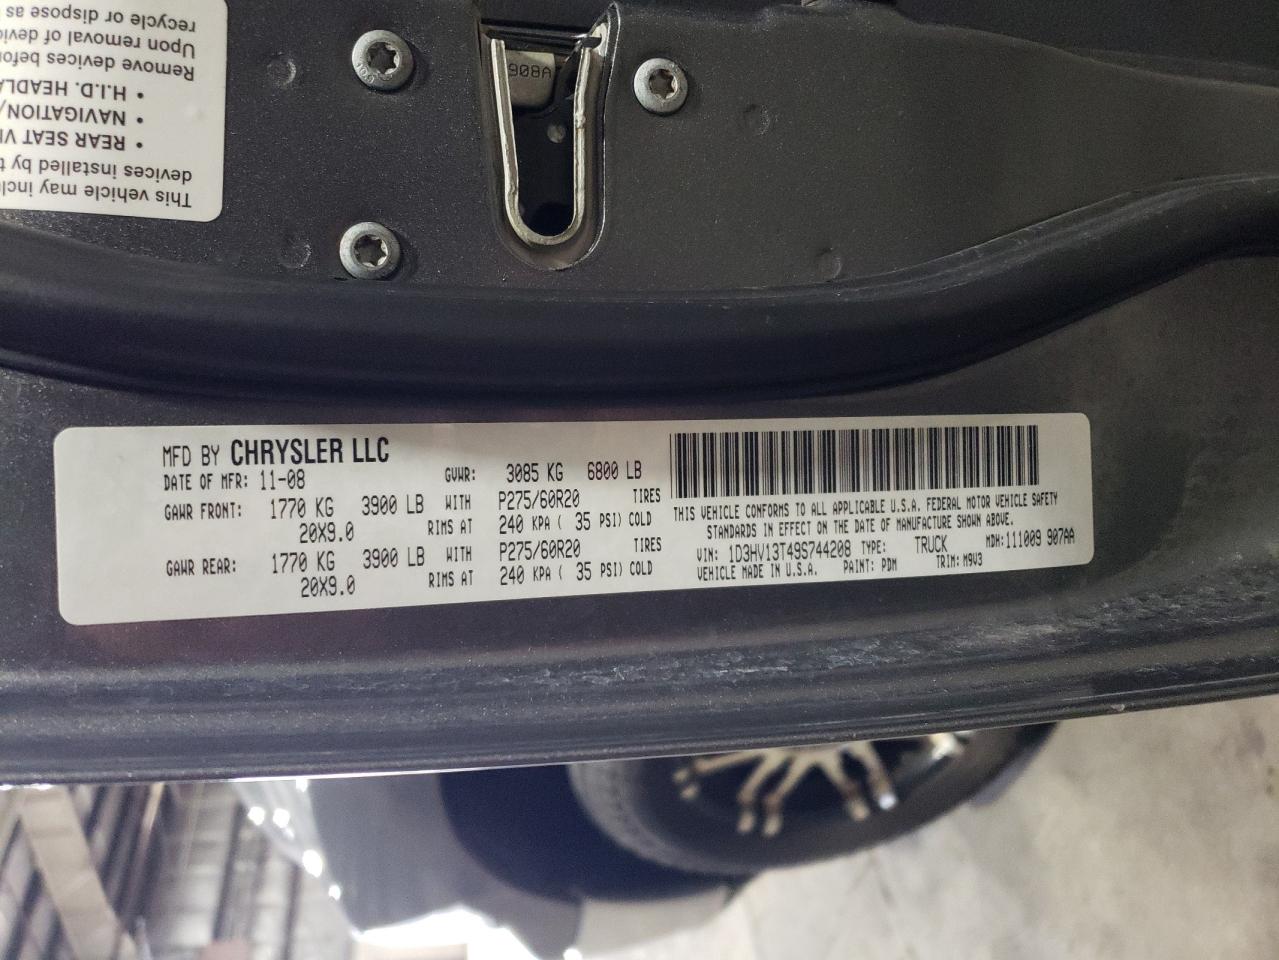 908A
This vehicle may
devices installed by
• REAR SEAT
• NAVIGATION/
• H.I.D.
Remove devices
Upon removal of
recycle or dispose as
MFD BY CHRYSLER LLC
DATE OF MFR: 11-08 GVWR: 3085 KG 6800 LB
GAWR FRONT: 1770 KG 3900 LB WITH P275/60R20 TIRES
20X9.0 RIMS AT 240 KPA ( 35 PSI) COLD
GAWR REAR: 1770 KG 3900 LB WITH P275/60R20 TIRES
20X9.0 RIMS AT 240 KPA ( 35 PSI) COLD
THIS VEHICLE CONFORMS TO ALL APPLICABLE U.S.A. FEDERAL MOTOR VEHICLE SAFETY
STANDARDS IN EFFECT ON THE DATE OF MANUFACTURE SHOWN ABOVE.
VIN: 1D3HV13T49S744208 TYPE: TRUCK MDH: 111009 907AA
VEHICLE MADE IN U.S.A. PAINT: PDM TRIM: M9V3